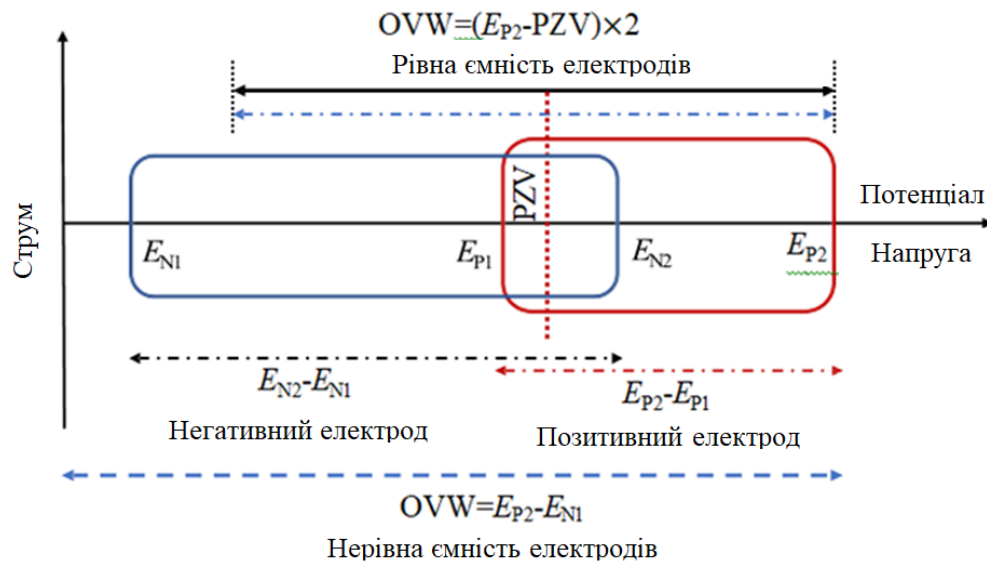 OVW=(EP2-PZV)×2
Рівна ємність електродів
PZV
Струм
Потенціал
Напруга
EN1
EP1
EN2
EP2
EN2-EN1
EP2-EP1
Негативний електрод
Позитивний електрод
OVW=EP2-EN1
Нерівна ємність електродів